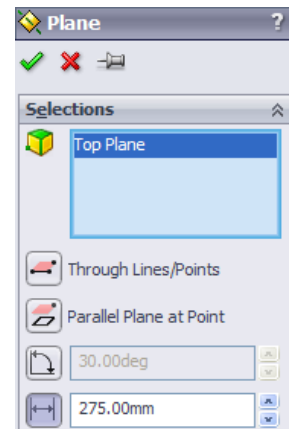 Plane ?
Selections
Top Plane
Through Lines/Points
Parallel Plane at Point
30.00deg
275.00mm